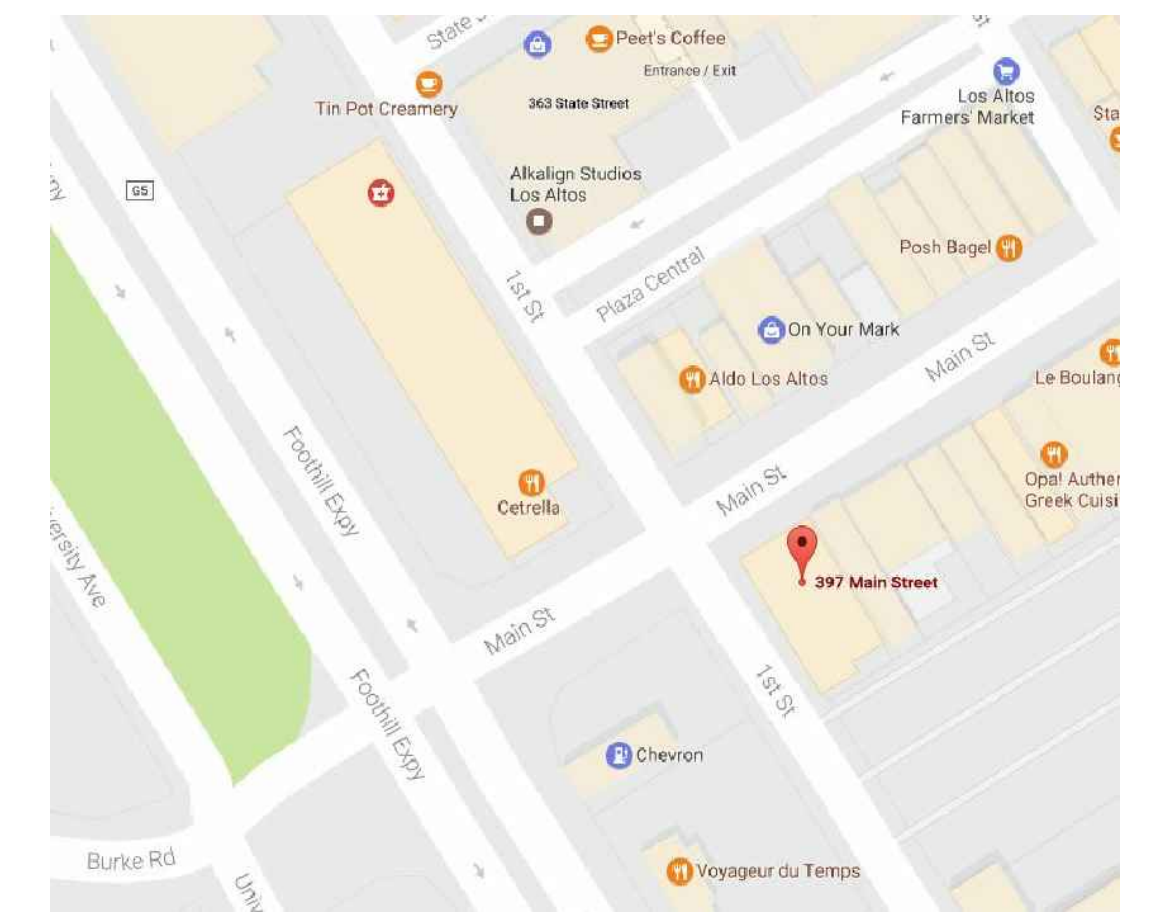 State
Peet's Coffee
St
Entrance / Exit
Tin Pot Creamery
363 State Street
Los Altos
Farmers' Market
Sta
G5
Alkalign Studios
Los Altos
Posh Bagel
1st St
Plaza Central
On Your Mark
Main St
Aldo Los Altos
Le Boulang
Foothill Expy
Main St
Opa! Authen
Greek Cuisi
Cetrella
397 Main Street
versity Ave
Main St
1st St
Foothill Expy
Chevron
Burke Rd
Voyageur du Temps
Univ